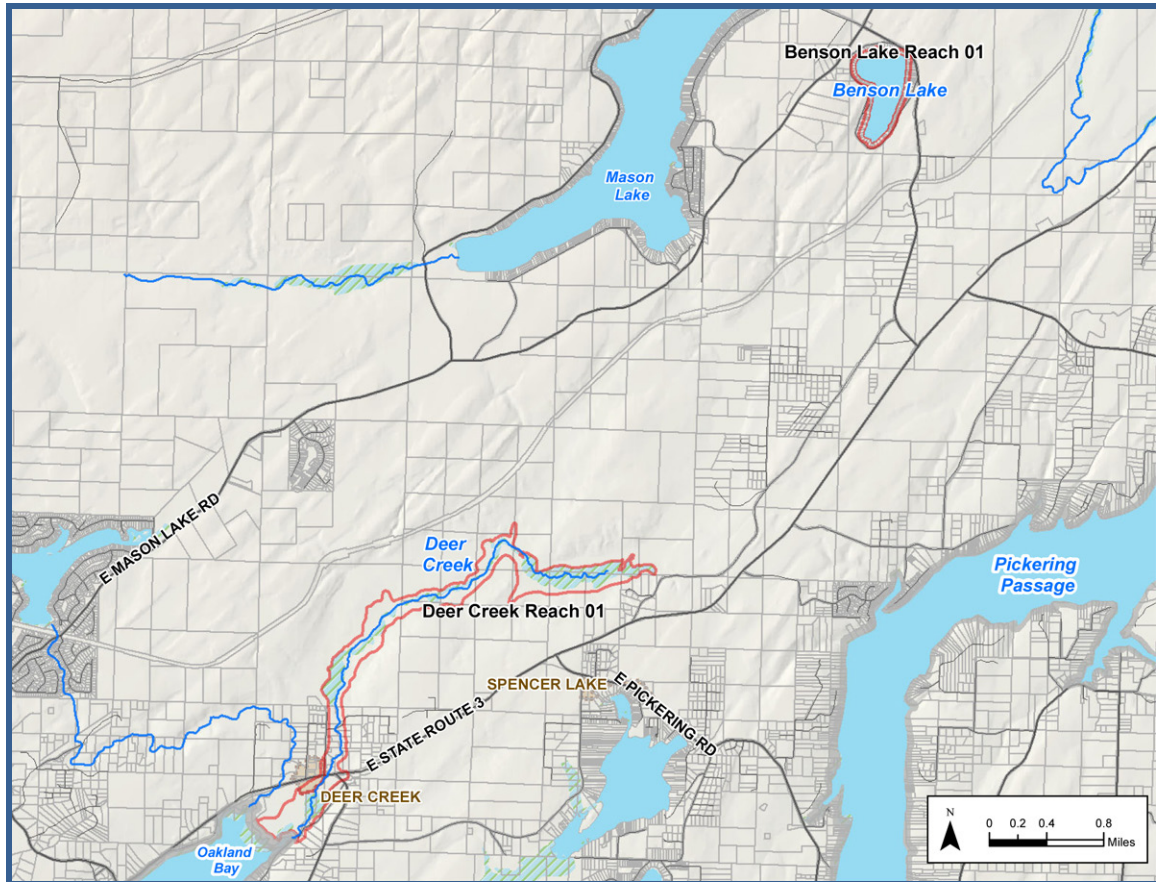 Benson Lake Reach 01
Benson Lake
Mason
Lake
E MASON LAKE RD
Deer
Creek
Pickering
Passage
Deer Creek Reach 01
SPENCER LAKE
E PICKERING RD
E STATE ROUTE 3
DEER CREEK
Oakland
Bay
N
0 0.2 0.4 0.8
Miles